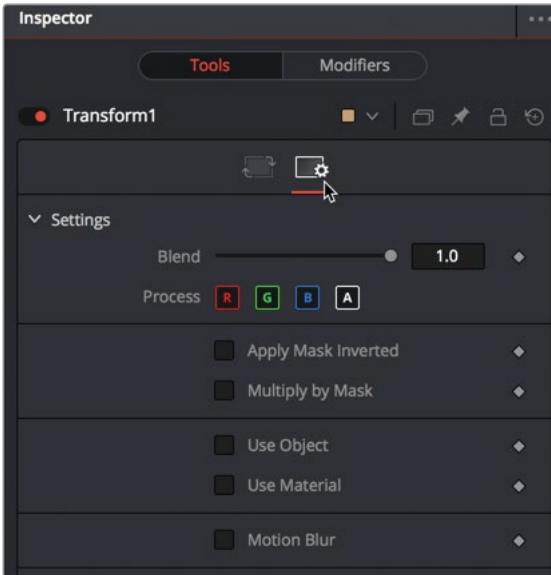 Inspector
Tools Modifiers
Transform1
Settings
Blend 1.0
Process R G B A
Apply Mask Inverted
Multiply by Mask
Use Object
Use Material
Motion Blur